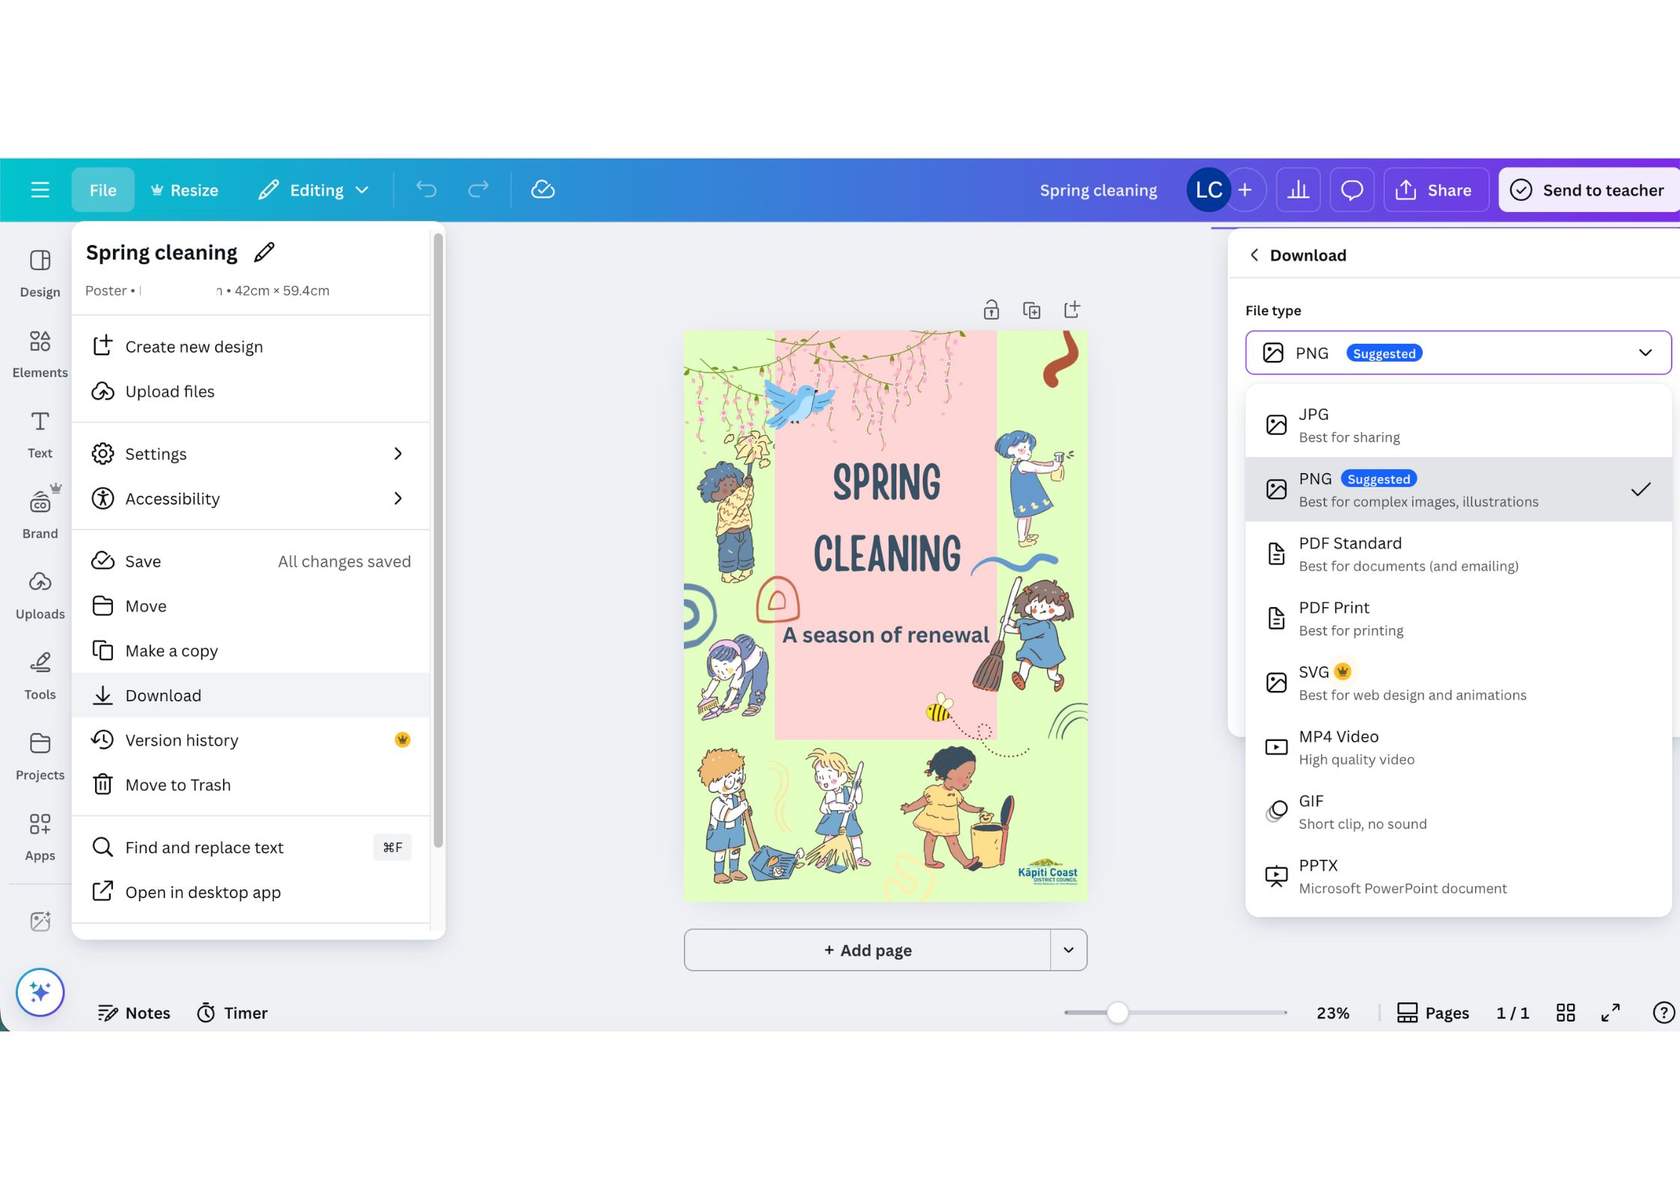 File
Resize
Editing
Spring cleaning
LC
+
Share
Send to teacher
Design
Elements
Text
Brand
Uploads
Tools
Projects
Apps
Spring cleaning
Poster • • 42cm × 59.4cm
Create new design
Upload files
Settings
Accessibility
Save All changes saved
Move
Make a copy
Download
Version history
Move to Trash
Find and replace text ⌘F
Open in desktop app
SPRING
CLEANING
A season of renewal
Kāpiti Coast
DISTRICT COUNCIL
+ Add page
Download
File type
PNG Suggested
JPG
Best for sharing
PNG Suggested
Best for complex images, illustrations
PDF Standard
Best for documents (and emailing)
PDF Print
Best for printing
SVG
Best for web design and animations
MP4 Video
High quality video
GIF
Short clip, no sound
PPTX
Microsoft PowerPoint document
Notes
Timer
23%
Pages
1 / 1
?